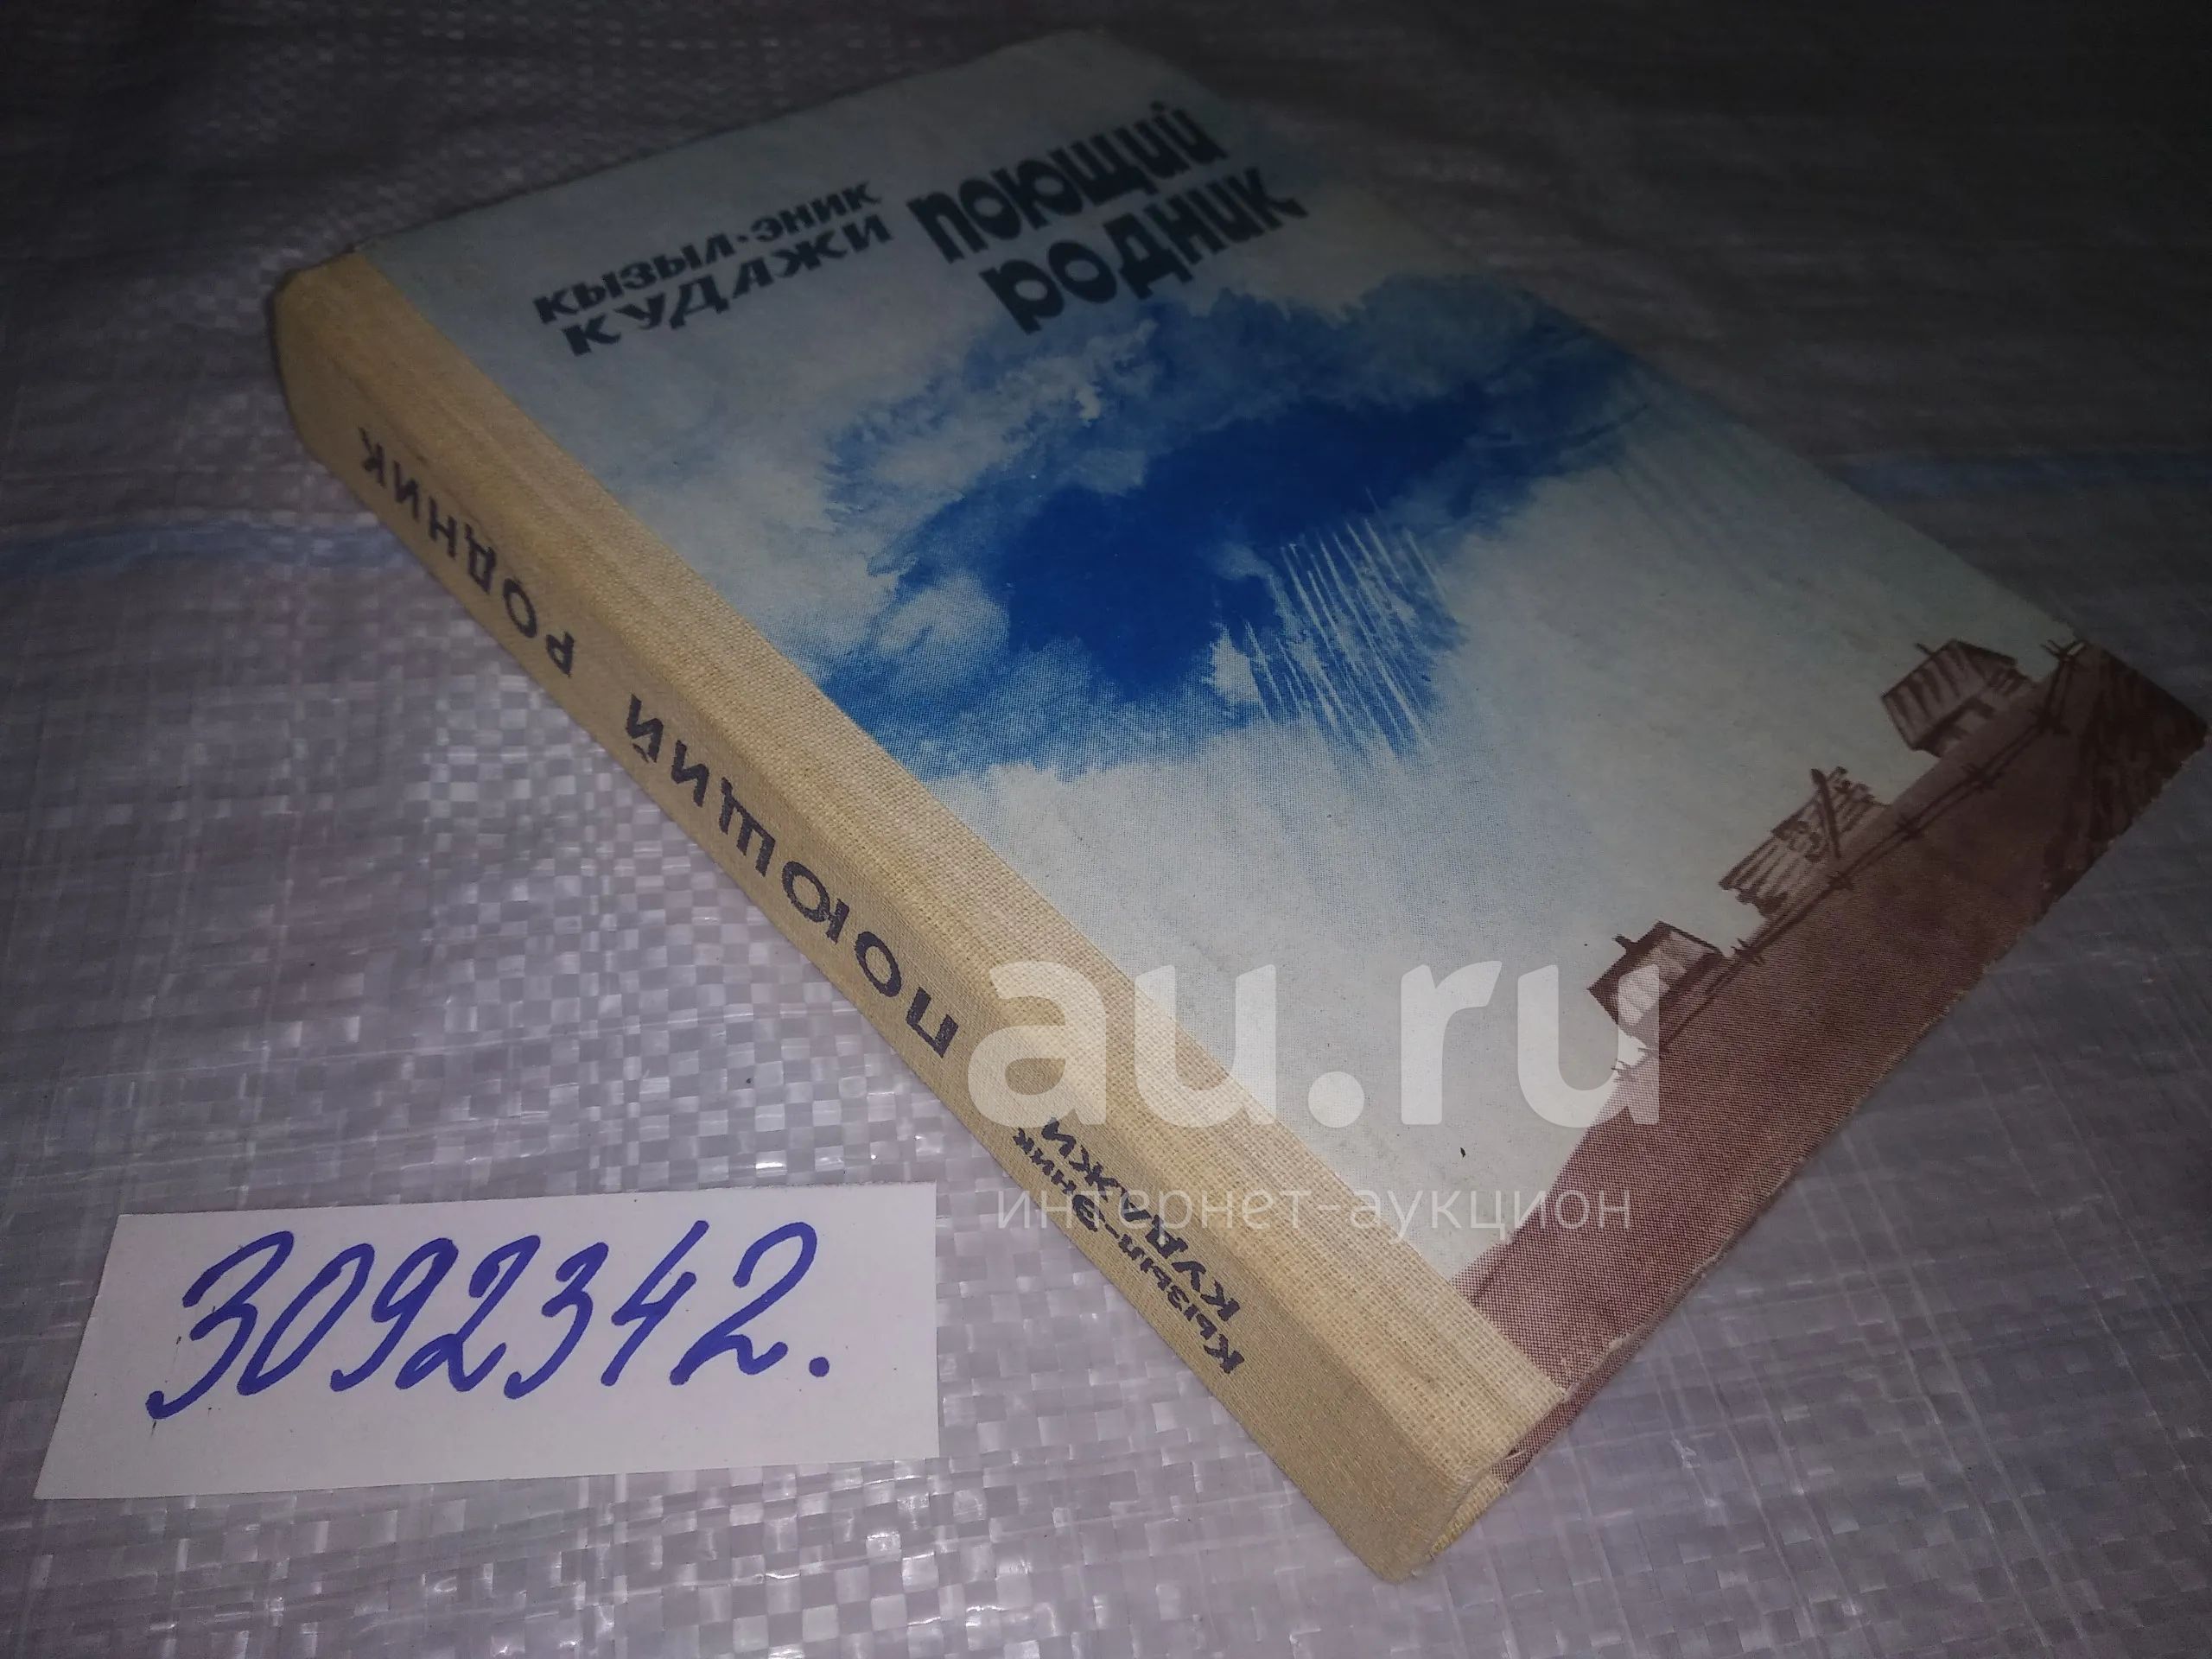 КЫЗЫЛ-ЭНИК
КУДАЖИ
ПОЮЩИЙ
РОДНИК
Кызыл-Эник
КУДАЖИ
ПОЮЩИЙ РОДНИК
au.ru
интернет-аукцион
3092342.